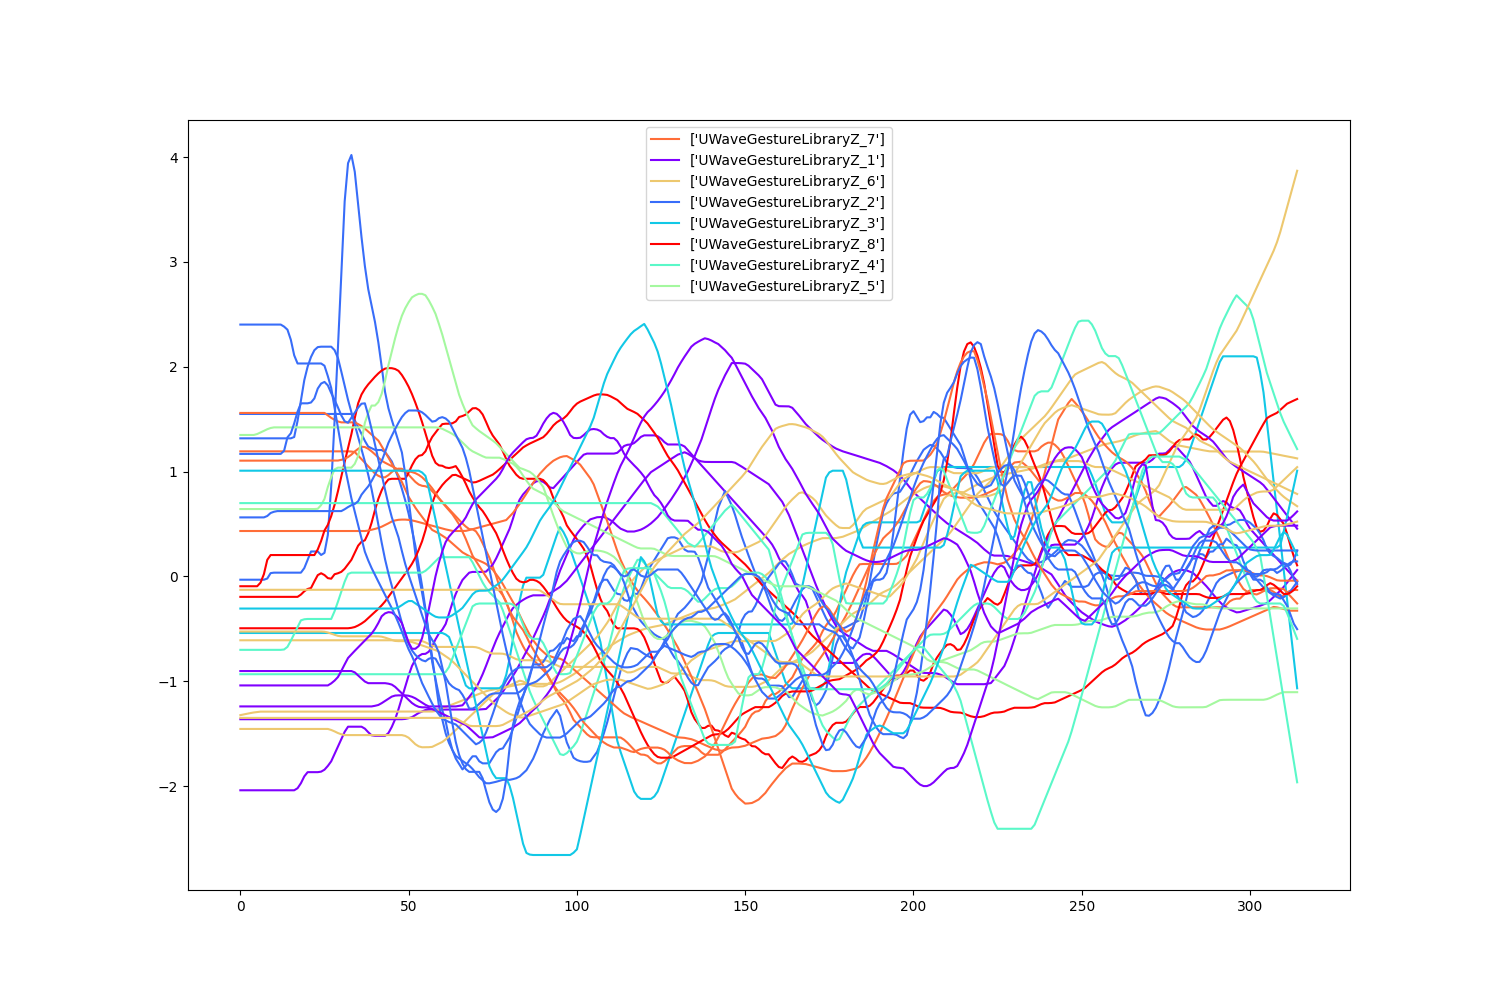 ['UWaveGestureLibraryZ_7']
['UWaveGestureLibraryZ_1']
['UWaveGestureLibraryZ_6']
['UWaveGestureLibraryZ_2']
['UWaveGestureLibraryZ_3']
['UWaveGestureLibraryZ_8']
['UWaveGestureLibraryZ_4']
['UWaveGestureLibraryZ_5']
4
3
2
1
0
−1
−2
0 50 100 150 200 250 300